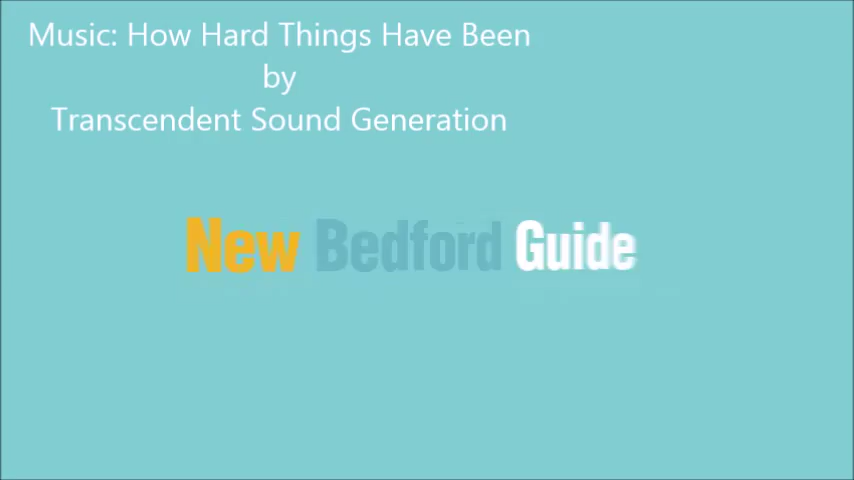 Music: How Hard Things Have Been
by
Transcendent Sound Generation
New Bedford Guide